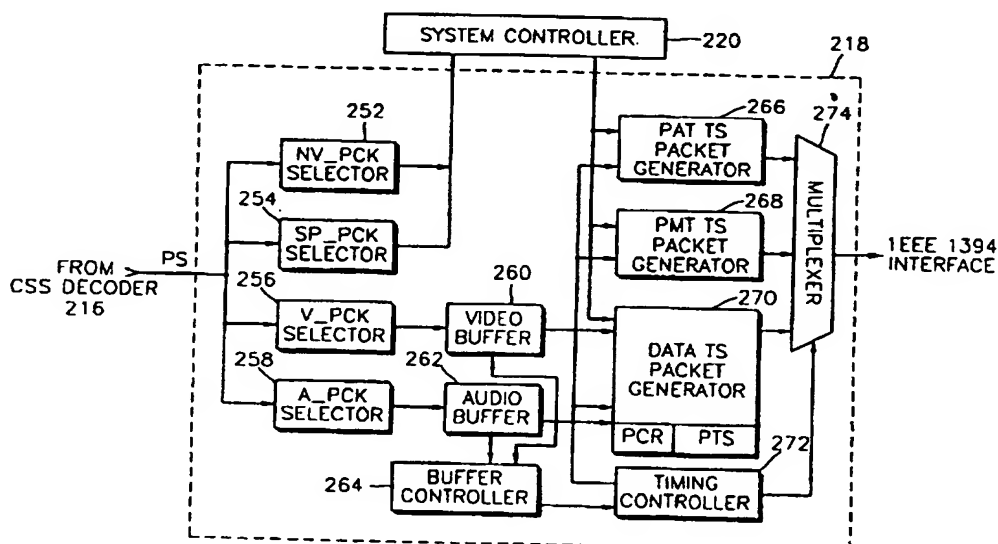 SYSTEM CONTROLLER.
220
218
252
NV_PCK
SELECTOR
254
SP_PCK
SELECTOR
PS
FROM
CSS DECODER
216
256
V_PCK
SELECTOR
258
A_PCK
SELECTOR
260
VIDEO
BUFFER
262
AUDIO
BUFFER
264
BUFFER
CONTROLLER
266
PAT TS
PACKET
GENERATOR
268
PMT TS
PACKET
GENERATOR
270
DATA TS
PACKET
GENERATOR
PCR
PTS
272
TIMING
CONTROLLER
274
MULTIPLEXER
IEEE 1394
INTERFACE